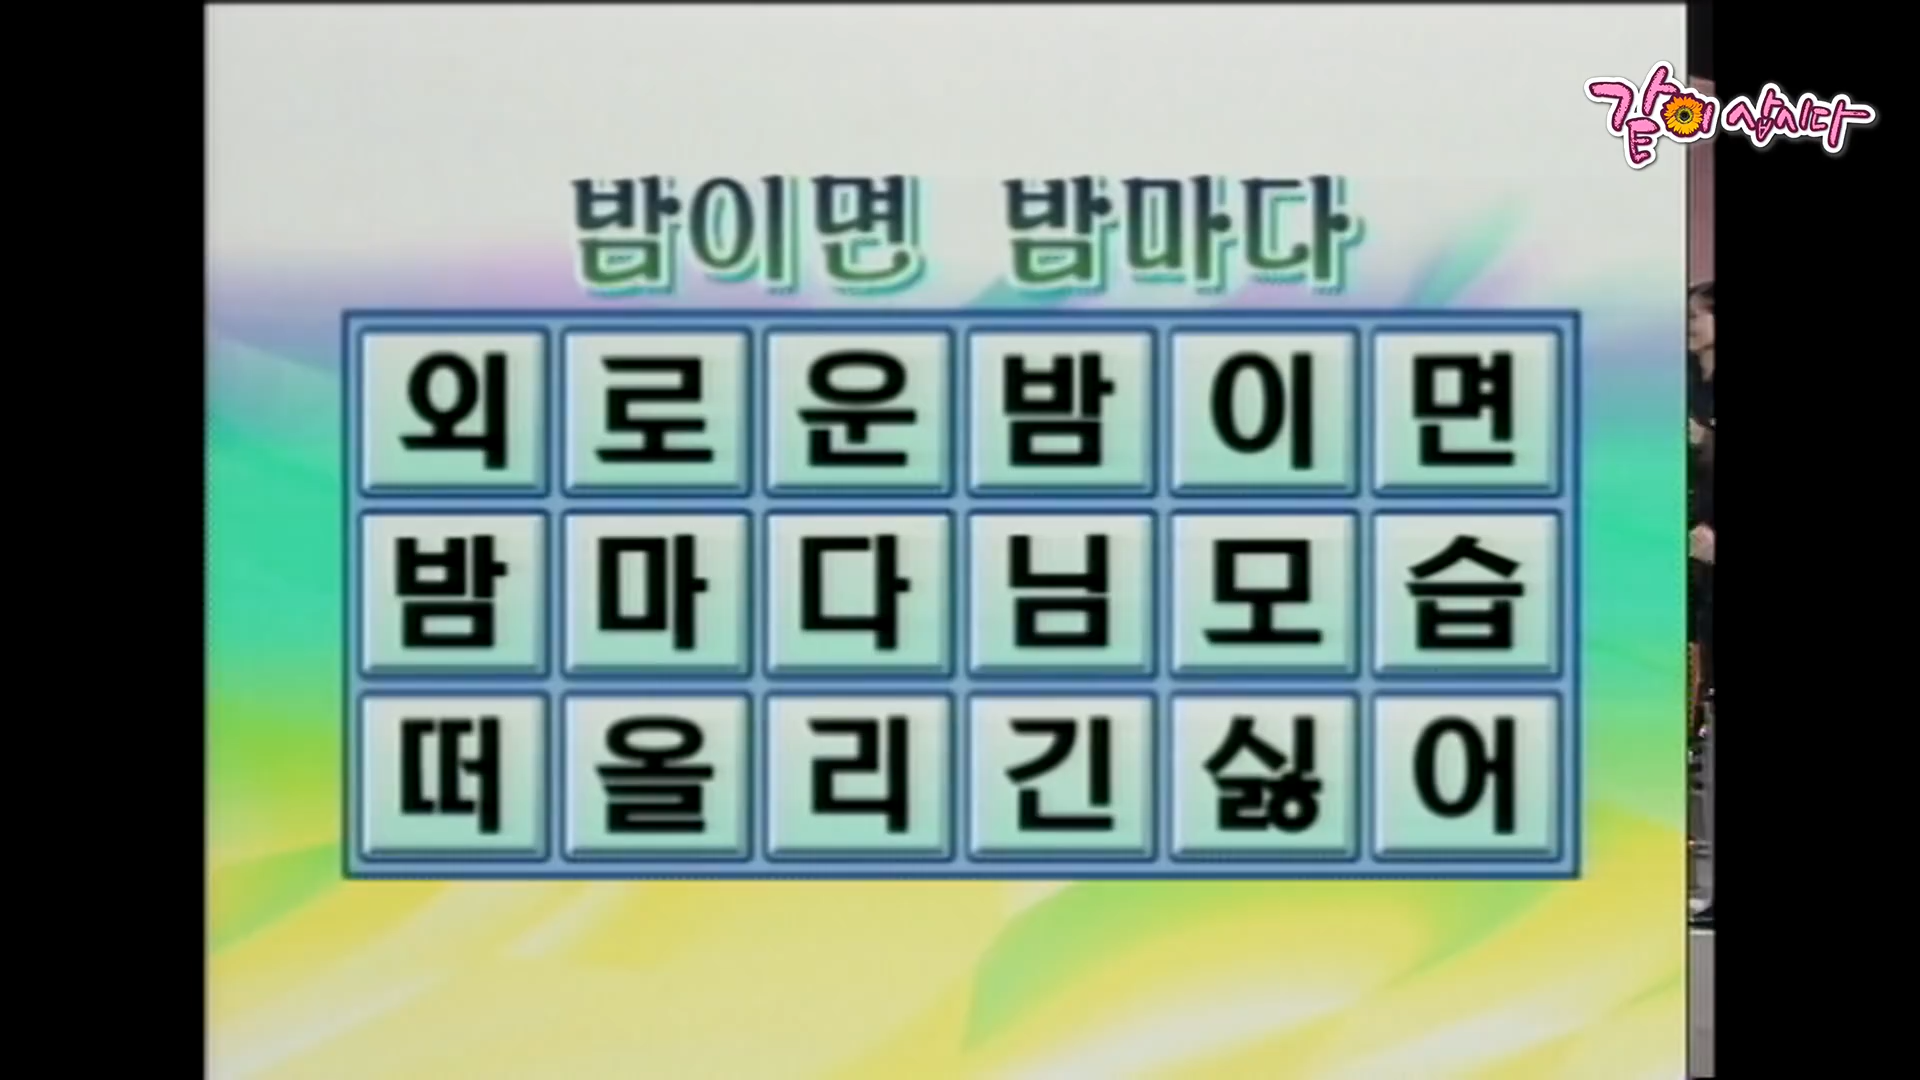 같이 삽시다
밤이면 밤마다
외로운밤이면
밤마다님모습
떠올리긴싫어